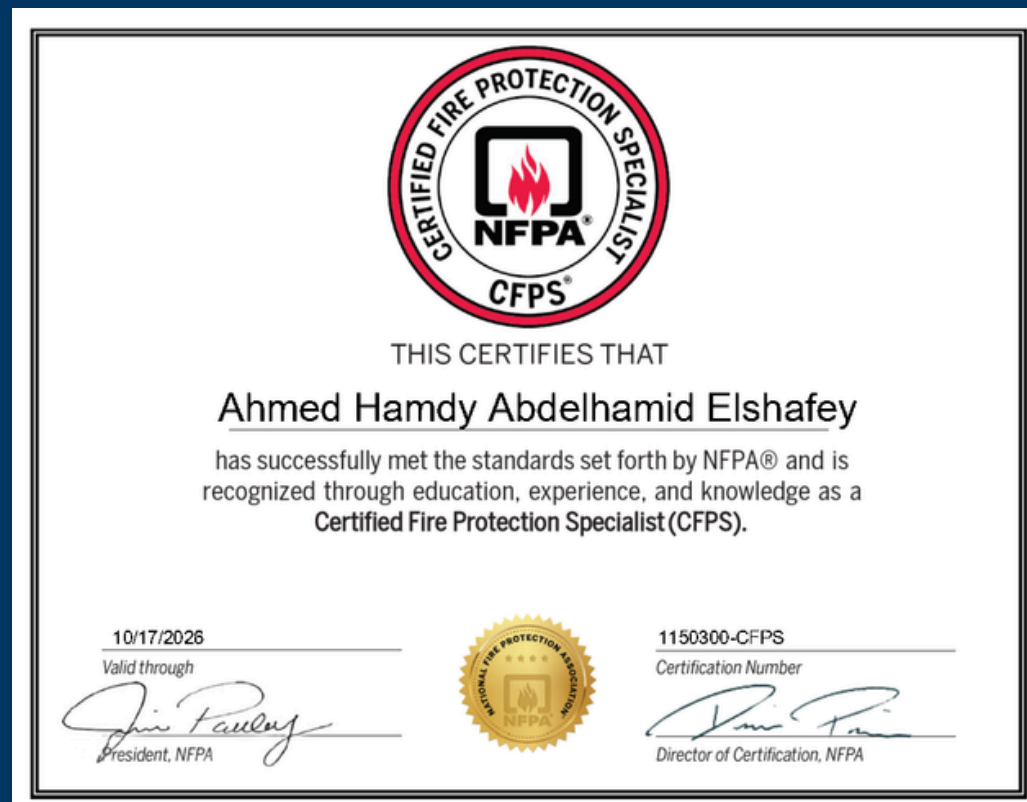 CERTIFIED FIRE PROTECTION SPECIALIST
NFPA®
CFPS®
THIS CERTIFIES THAT
Ahmed Hamdy Abdelhamid Elshafey
has successfully met the standards set forth by NFPA® and is
recognized through education, experience, and knowledge as a
Certified Fire Protection Specialist (CFPS).
10/17/2026
Valid through
Jim Pauley
President, NFPA
NATIONAL FIRE PROTECTION ASSOCIATION
NFPA
1150300-CFPS
Certification Number
Director of Certification, NFPA